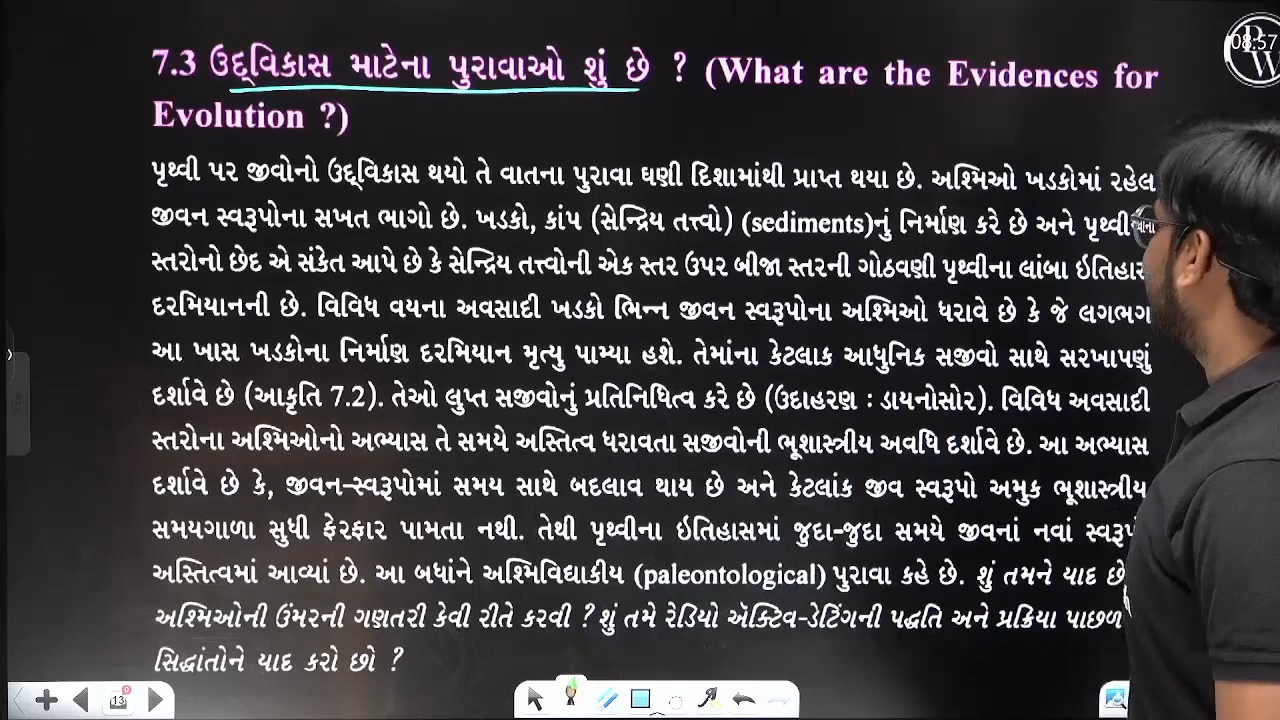 7.3 ઉદ્‌વિકાસ માટેના પુરાવાઓ શું છે ? (What are the Evidences for
Evolution ?)
પૃથ્વી પર જીવોનો ઉદ્‌વિકાસ થયો તે વાતના પુરાવા ઘણી દિશામાંથી પ્રાપ્ત થયા છે. અશ્મિઓ ખડકોમાં રહેલ
જીવન સ્વરૂપોના સખત ભાગો છે. ખડકો, કાંપ (સેન્દ્રિય તત્ત્વો) (sediments)નું નિર્માણ કરે છે અને
સ્તરોનો છેદ એ સંકેત આપે છે કે સેન્દ્રિય તત્ત્વોની એક સ્તર ઉપર બીજા સ્તરની ગોઠવણી પૃથ્વીના લાંબા
દરમિયાનની છે. વિવિધ વયના અવસાદી ખડકો ભિન્ન જીવન સ્વરૂપોના અશ્મિઓ ધરાવે છે કે જે લગભગ
આ ખાસ ખડકોના નિર્માણ દરમિયાન મૃત્યુ પામ્યા હશે. તેમાંના કેટલાક આધુનિક સજીવો સાથે સરખાપણું
દર્શાવે છે (આકૃતિ 7.2). તેઓ લુપ્ત સજીવોનું પ્રતિનિધિત્વ કરે છે (ઉદાહરણ : ડાયનોસોર). વિવિધ અવસાદી
સ્તરોના અશ્મિઓનો અભ્યાસ તે સમયે અસ્તિત્વ ધરાવતા સજીવોની ભૂશાસ્ત્રીય અવધિ દર્શાવે છે. આ અભ્યાસ
દર્શાવે છે કે, જીવન-સ્વરૂપોમાં સમય સાથે બદલાવ થાય છે અને કેટલાંક જીવ સ્વરૂપો અમુક ભૂશાસ્ત્રીય
સમયગાળા સુધી ફેરફાર પામતા નથી. તેથી પૃથ્વીના ઇતિહાસમાં જુદા-જુદા સમયે જીવનનાં નવાં
અસ્તિત્વમાં આવ્યાં છે. આ બધાંને અશ્મિવિદ્યાકીય (paleontological) પુરાવા કહે છે. શું તમને યાદ છે
અશ્મિઓની ઉંમરની ગણતરી કેવી રીતે કરવી ? શું તમે રેડિયો ઍક્ટિવ-ડેટિંગની પદ્ધતિ અને પ્રક્રિયા પાછળ
સિદ્ધાંતોને યાદ કરો છો ?
08:57
13